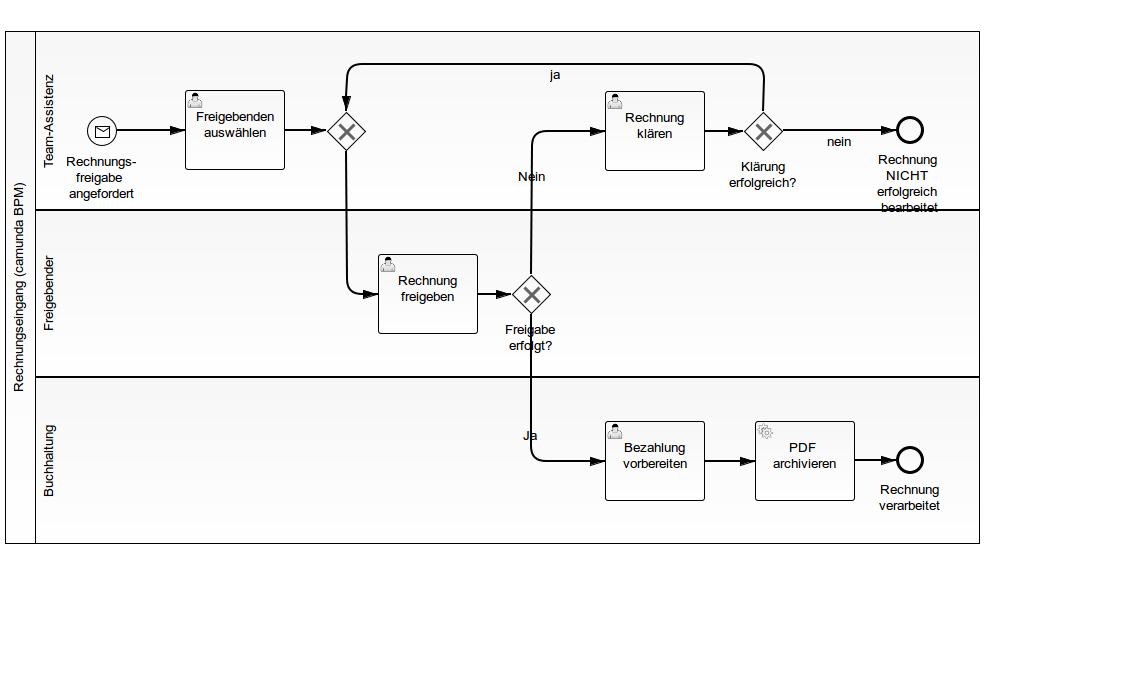 Rechnungseingang (camunda BPM)
Team-Assistenz
Rechnungs-
freigabe
angefordert
Freigebenden
auswählen
ja
Nein
Rechnung
klären
Klärung
erfolgreich?
nein
Rechnung
NICHT
erfolgreich
bearbeitet
Freigebender
Rechnung
freigeben
Freigabe
erfolgt?
Buchhaltung
Ja
Bezahlung
vorbereiten
PDF
archivieren
Rechnung
verarbeitet